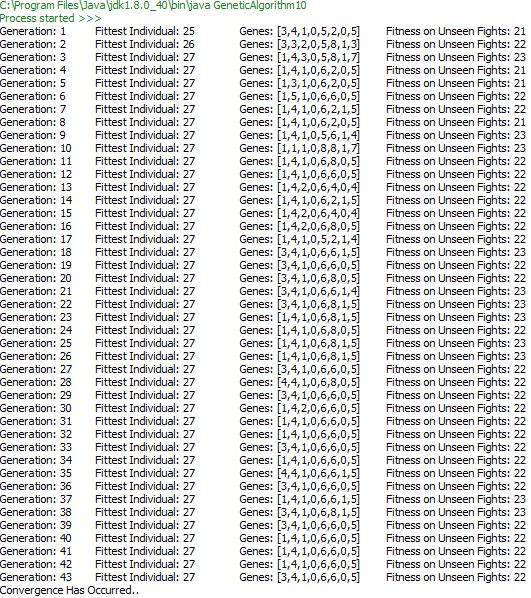 C:\Program Files\Java\jdk1.8.0_40\bin\java GeneticAlgorithm10
Process started >>>
Generation: 1 Fittest Individual: 25 Genes: [3,4,1,0,5,2,0,5] Fitness on Unseen Fights: 21
Generation: 2 Fittest Individual: 26 Genes: [3,3,2,0,5,8,1,3] Fitness on Unseen Fights: 22
Generation: 3 Fittest Individual: 27 Genes: [1,4,3,0,5,8,1,7] Fitness on Unseen Fights: 23
Generation: 4 Fittest Individual: 27 Genes: [1,4,1,0,6,2,0,5] Fitness on Unseen Fights: 21
Generation: 5 Fittest Individual: 27 Genes: [1,3,1,0,6,2,0,5] Fitness on Unseen Fights: 21
Generation: 6 Fittest Individual: 27 Genes: [1,5,1,0,6,6,0,5] Fitness on Unseen Fights: 22
Generation: 7 Fittest Individual: 27 Genes: [1,4,1,0,6,2,1,5] Fitness on Unseen Fights: 22
Generation: 8 Fittest Individual: 27 Genes: [1,4,1,0,6,2,0,5] Fitness on Unseen Fights: 21
Generation: 9 Fittest Individual: 27 Genes: [1,4,1,0,5,6,1,4] Fitness on Unseen Fights: 23
Generation: 10 Fittest Individual: 27 Genes: [1,1,1,0,8,8,1,7] Fitness on Unseen Fights: 23
Generation: 11 Fittest Individual: 27 Genes: [1,4,1,0,6,8,0,5] Fitness on Unseen Fights: 22
Generation: 12 Fittest Individual: 27 Genes: [1,4,1,0,6,6,0,5] Fitness on Unseen Fights: 22
Generation: 13 Fittest Individual: 27 Genes: [1,4,2,0,6,4,0,4] Fitness on Unseen Fights: 22
Generation: 14 Fittest Individual: 27 Genes: [1,4,1,0,6,2,1,5] Fitness on Unseen Fights: 22
Generation: 15 Fittest Individual: 27 Genes: [1,4,2,0,6,4,0,4] Fitness on Unseen Fights: 22
Generation: 16 Fittest Individual: 27 Genes: [1,4,2,0,6,8,0,5] Fitness on Unseen Fights: 22
Generation: 17 Fittest Individual: 27 Genes: [1,4,1,0,5,2,1,4] Fitness on Unseen Fights: 22
Generation: 18 Fittest Individual: 27 Genes: [3,4,1,0,6,6,1,5] Fitness on Unseen Fights: 23
Generation: 19 Fittest Individual: 27 Genes: [3,4,1,0,6,6,0,5] Fitness on Unseen Fights: 22
Generation: 20 Fittest Individual: 27 Genes: [3,4,1,0,6,8,0,5] Fitness on Unseen Fights: 22
Generation: 21 Fittest Individual: 27 Genes: [3,4,1,0,6,6,1,4] Fitness on Unseen Fights: 23
Generation: 22 Fittest Individual: 27 Genes: [3,4,1,0,6,8,1,5] Fitness on Unseen Fights: 23
Generation: 23 Fittest Individual: 27 Genes: [1,4,1,0,6,8,1,5] Fitness on Unseen Fights: 23
Generation: 24 Fittest Individual: 27 Genes: [1,4,1,0,6,8,0,5] Fitness on Unseen Fights: 22
Generation: 25 Fittest Individual: 27 Genes: [1,4,1,0,6,8,1,5] Fitness on Unseen Fights: 23
Generation: 26 Fittest Individual: 27 Genes: [1,4,1,0,6,8,1,5] Fitness on Unseen Fights: 23
Generation: 27 Fittest Individual: 27 Genes: [3,4,1,0,6,6,0,5] Fitness on Unseen Fights: 22
Generation: 28 Fittest Individual: 27 Genes: [4,4,1,0,6,8,0,5] Fitness on Unseen Fights: 22
Generation: 29 Fittest Individual: 27 Genes: [3,4,1,0,6,6,0,5] Fitness on Unseen Fights: 22
Generation: 30 Fittest Individual: 27 Genes: [1,4,2,0,6,6,0,5] Fitness on Unseen Fights: 22
Generation: 31 Fittest Individual: 27 Genes: [1,4,1,0,6,6,0,5] Fitness on Unseen Fights: 22
Generation: 32 Fittest Individual: 27 Genes: [3,4,1,0,6,6,0,5] Fitness on Unseen Fights: 22
Generation: 33 Fittest Individual: 27 Genes: [3,4,1,0,6,6,0,5] Fitness on Unseen Fights: 22
Generation: 34 Fittest Individual: 27 Genes: [1,4,1,0,6,6,0,5] Fitness on Unseen Fights: 22
Generation: 35 Fittest Individual: 27 Genes: [4,4,1,0,6,6,1,5] Fitness on Unseen Fights: 22
Generation: 36 Fittest Individual: 27 Genes: [3,4,1,0,6,6,0,5] Fitness on Unseen Fights: 22
Generation: 37 Fittest Individual: 27 Genes: [1,4,1,0,6,6,1,5] Fitness on Unseen Fights: 23
Generation: 38 Fittest Individual: 27 Genes: [3,4,1,0,6,8,1,5] Fitness on Unseen Fights: 23
Generation: 39 Fittest Individual: 27 Genes: [3,4,1,0,6,6,0,5] Fitness on Unseen Fights: 22
Generation: 40 Fittest Individual: 27 Genes: [1,4,1,0,6,6,0,5] Fitness on Unseen Fights: 22
Generation: 41 Fittest Individual: 27 Genes: [1,4,1,0,6,6,0,5] Fitness on Unseen Fights: 22
Generation: 42 Fittest Individual: 27 Genes: [1,4,1,0,6,6,0,5] Fitness on Unseen Fights: 22
Generation: 43 Fittest Individual: 27 Genes: [3,4,1,0,6,6,0,5] Fitness on Unseen Fights: 22
Convergence Has Occurred..